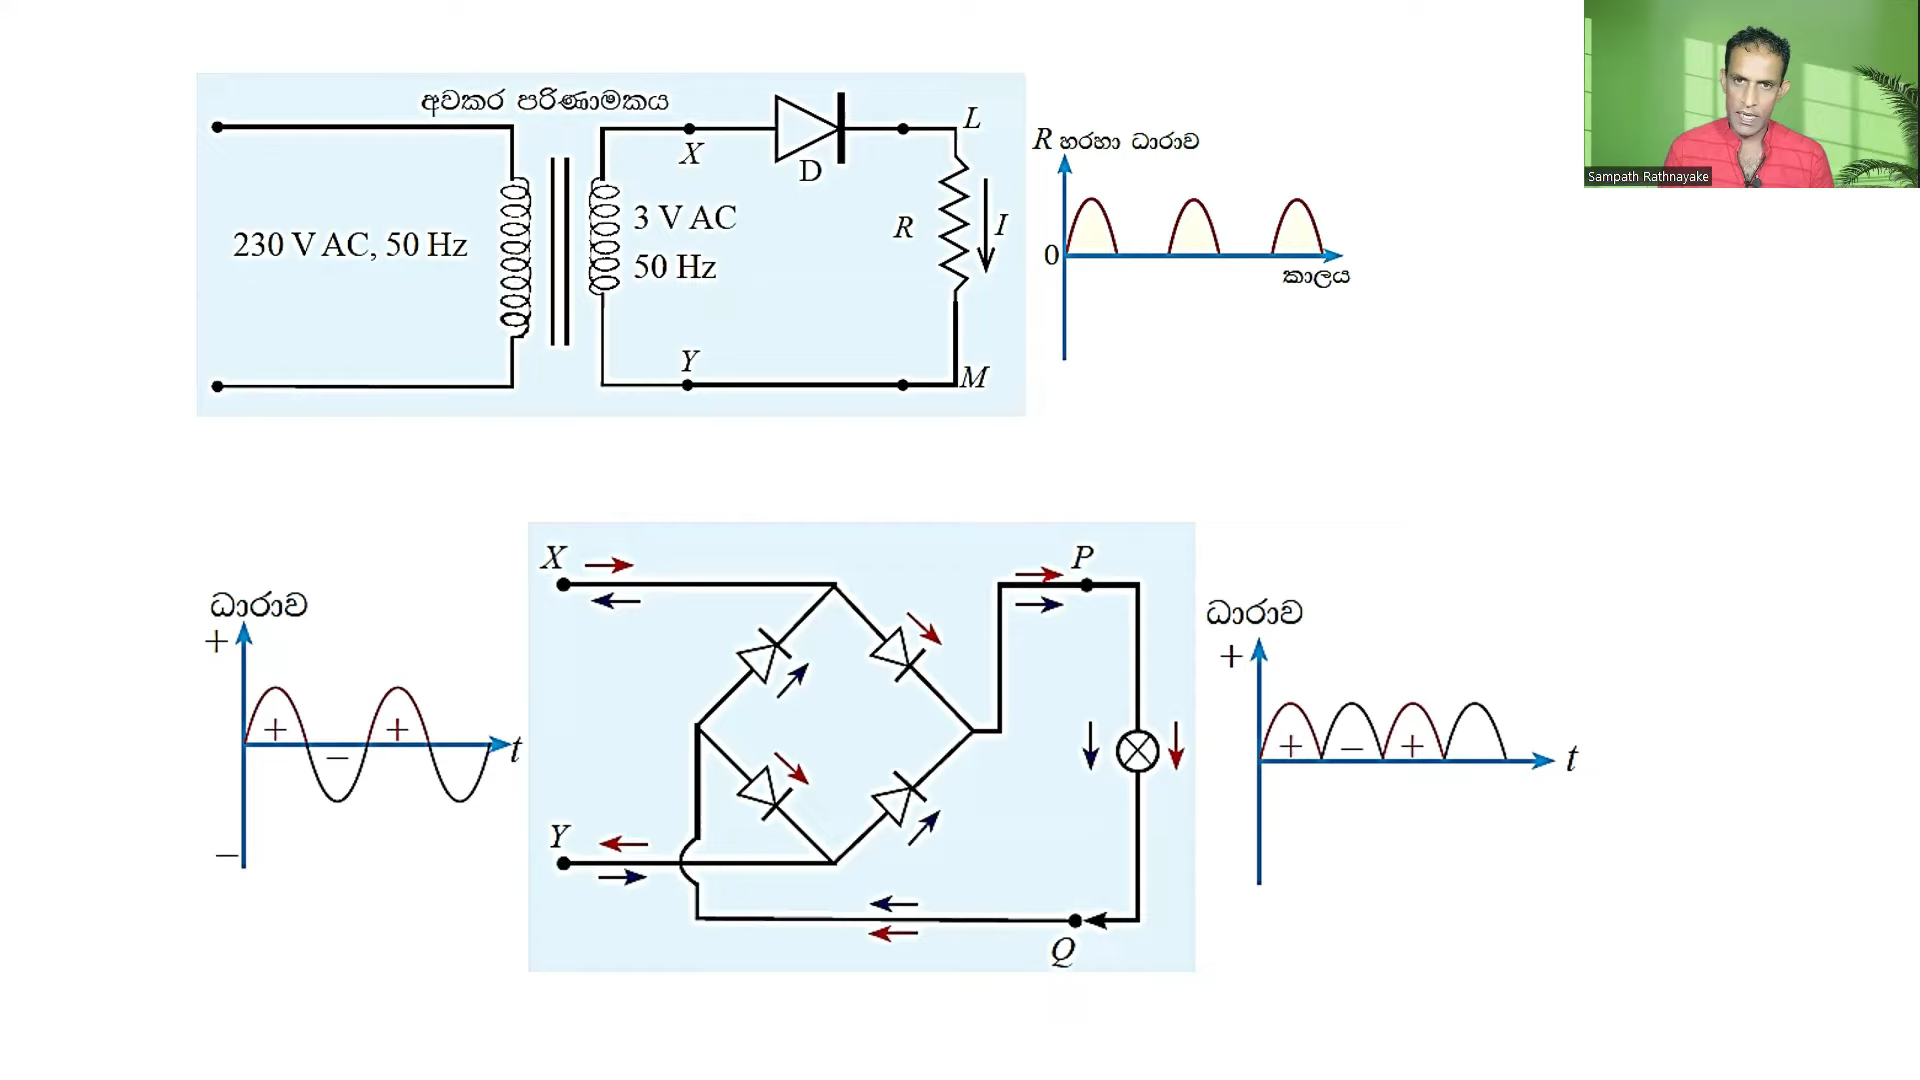 අවකර පරිණාමකය
230 V AC, 50 Hz
3 V AC
50 Hz
X
D
Y
R
I
L
M
R හරහා ධාරාව
0
කාලය
Sampath Rathnayake
ධාරාව
+
+ +
−
−
t
X
Y
P
Q
ධාරාව
+
+ − +
t